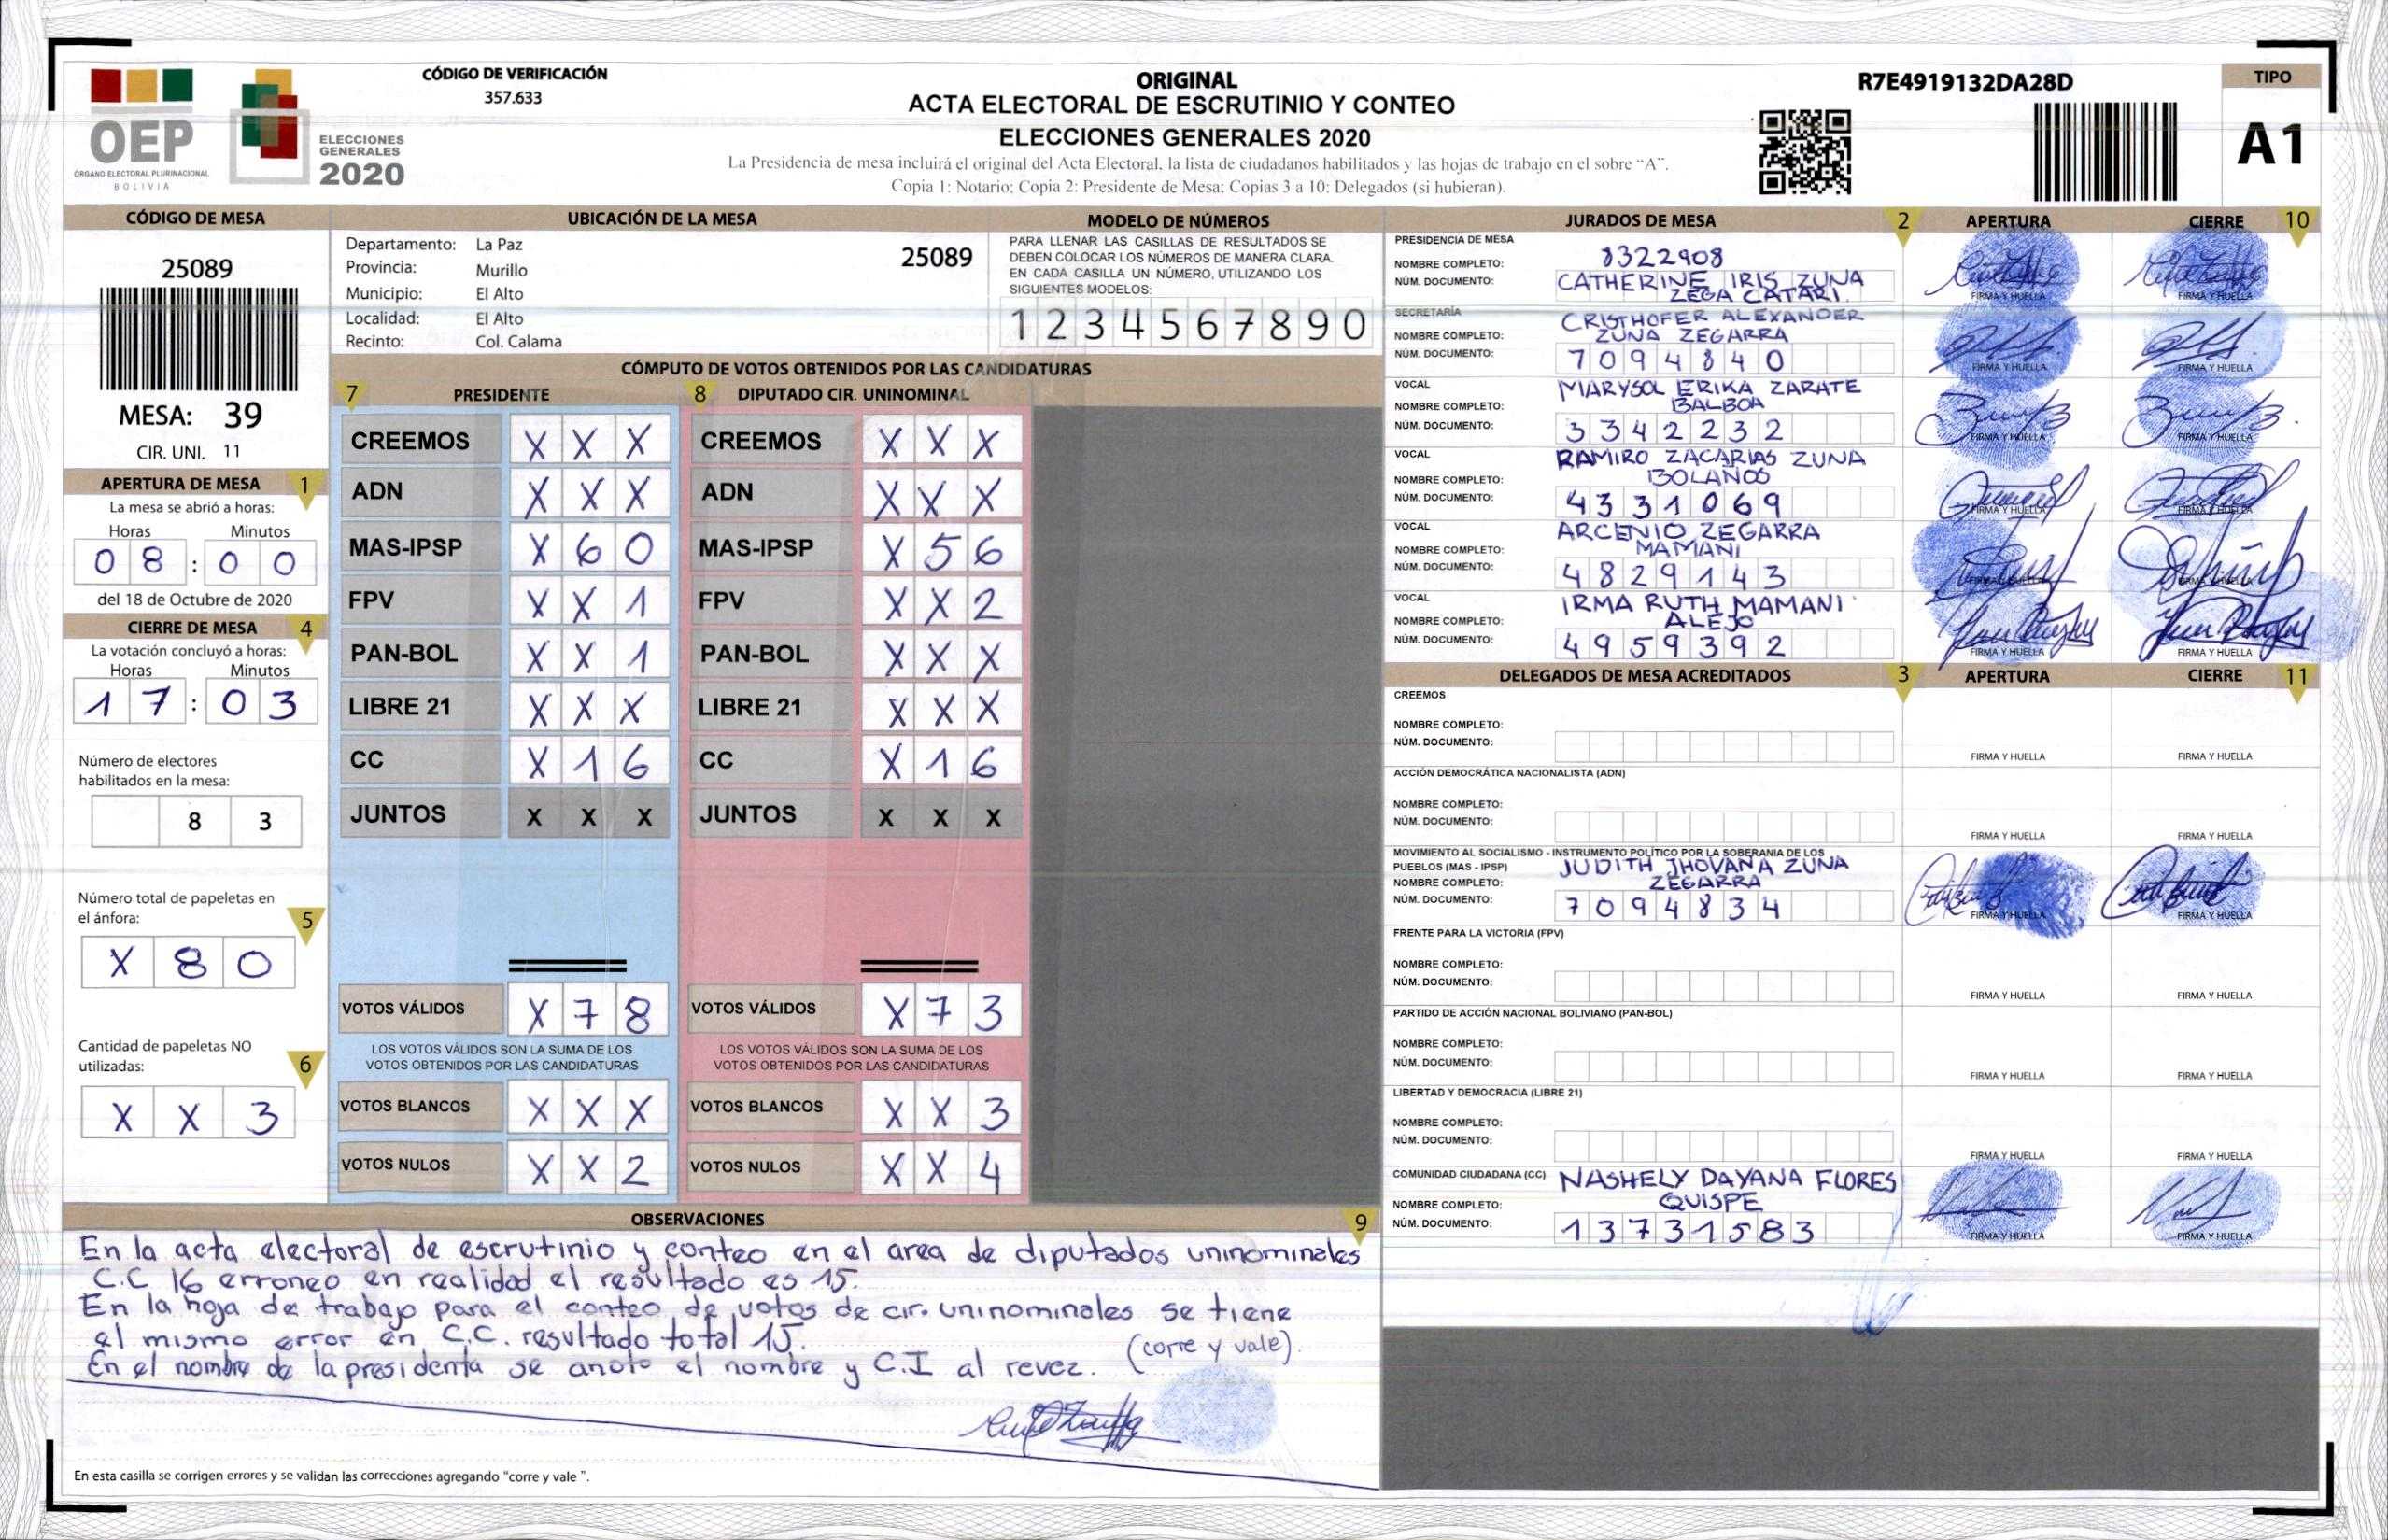 CÓDIGO DE VERIFICACIÓN
357.633
OEP
ÓRGANO ELECTORAL PLURINACIONAL
BOLIVIA
ELECCIONES
GENERALES
2020
ORIGINAL
ACTA ELECTORAL DE ESCRUTINIO Y CONTEO
ELECCIONES GENERALES 2020
La Presidencia de mesa incluirá el original del Acta Electoral, la lista de ciudadanos habilitados y las hojas de trabajo en el sobre "A".
Copia 1: Notario; Copia 2: Presidente de Mesa; Copias 3 a 10: Delegados (si hubieran).
R7E4919132DA28D
TIPO
A1
CÓDIGO DE MESA
25089
MESA: 39
CIR. UNI. 11
APERTURA DE MESA 1
La mesa se abrió a horas:
Horas Minutos
0 8 : 0 0
del 18 de Octubre de 2020
CIERRE DE MESA 4
La votación concluyó a horas:
Horas Minutos
1 7 : 0 3
Número de electores
habilitados en la mesa:
8 3
Número total de papeletas en
el ánfora: 5
X 8 0
Cantidad de papeletas NO
utilizadas: 6
X X 3
UBICACIÓN DE LA MESA
Departamento: La Paz
25089
Provincia: Murillo
Municipio: El Alto
Localidad: El Alto
Recinto: Col. Calama
MODELO DE NÚMEROS
PARA LLENAR LAS CASILLAS DE RESULTADOS SE
DEBEN COLOCAR LOS NÚMEROS DE MANERA CLARA.
EN CADA CASILLA UN NÚMERO, UTILIZANDO LOS
SIGUIENTES MODELOS:
1 2 3 4 5 6 7 8 9 0
CÓMPUTO DE VOTOS OBTENIDOS POR LAS CANDIDATURAS
7 PRESIDENTE
CREEMOS X X X
ADN X X X
MAS-IPSP X 6 0
FPV X X 1
PAN-BOL X X 1
LIBRE 21 X X X
CC X 1 6
JUNTOS X X X
VOTOS VÁLIDOS X 7 8
LOS VOTOS VÁLIDOS SON LA SUMA DE LOS
VOTOS OBTENIDOS POR LAS CANDIDATURAS
VOTOS BLANCOS X X X
VOTOS NULOS X X 2
8 DIPUTADO CIR. UNINOMINAL
CREEMOS X X X
ADN X X X
MAS-IPSP X 5 6
FPV X X 2
PAN-BOL X X X
LIBRE 21 X X X
CC X 1 6
JUNTOS X X X
VOTOS VÁLIDOS X 7 3
LOS VOTOS VÁLIDOS SON LA SUMA DE LOS
VOTOS OBTENIDOS POR LAS CANDIDATURAS
VOTOS BLANCOS X X 3
VOTOS NULOS X X 4
OBSERVACIONES 9
En la acta electoral de escrutinio y conteo en el area de diputados uninominales
C.C 16 erroneo en realidad el resultado es 15.
En la hoja de trabajo para el conteo de votos de cir. uninominales se tiene
el mismo error en C.C. resultado total 15.
(corre y vale).
En el nombre de la presidenta se anoto el nombre y C.I al revez.
En esta casilla se corrigen errores y se validan las correcciones agregando "corre y vale ".
JURADOS DE MESA 2 APERTURA CIERRE 10
PRESIDENCIA DE MESA
NOMBRE COMPLETO: 8322908
NÚM. DOCUMENTO: CATHERINE IRIS ZUNA
ZEGA CATARI.
FIRMA Y HUELLA FIRMA Y HUELLA
SECRETARÍA
CRISTHOFER ALEXANDER
NOMBRE COMPLETO: ZUNA ZEGARRA
NÚM. DOCUMENTO: 7094840
FIRMA Y HUELLA FIRMA Y HUELLA
VOCAL
MARYSOL ERIKA ZARATE
NOMBRE COMPLETO: BALBOA
NÚM. DOCUMENTO: 3342232
FIRMA Y HUELLA FIRMA Y HUELLA
VOCAL
RAMIRO ZACARIAS ZUNA
NOMBRE COMPLETO: BOLAÑOS
NÚM. DOCUMENTO: 4331069
FIRMA Y HUELLA FIRMA Y HUELLA
VOCAL
ARCENIO ZEGARRA
NOMBRE COMPLETO: MAMANI
NÚM. DOCUMENTO: 4829143
FIRMA Y HUELLA FIRMA Y HUELLA
VOCAL
IRMA RUTH MAMANI
NOMBRE COMPLETO: ALEJO
NÚM. DOCUMENTO: 4959392
FIRMA Y HUELLA FIRMA Y HUELLA
DELEGADOS DE MESA ACREDITADOS 3 APERTURA CIERRE 11
CREEMOS
NOMBRE COMPLETO:
NÚM. DOCUMENTO:
FIRMA Y HUELLA FIRMA Y HUELLA
ACCIÓN DEMOCRÁTICA NACIONALISTA (ADN)
NOMBRE COMPLETO:
NÚM. DOCUMENTO:
FIRMA Y HUELLA FIRMA Y HUELLA
MOVIMIENTO AL SOCIALISMO - INSTRUMENTO POLÍTICO POR LA SOBERANIA DE LOS
PUEBLOS (MAS - IPSP) JUDITH JHOVANA ZUNA
NOMBRE COMPLETO: ZEGARRA
NÚM. DOCUMENTO: 7094834
FIRMA Y HUELLA FIRMA Y HUELLA
FRENTE PARA LA VICTORIA (FPV)
NOMBRE COMPLETO:
NÚM. DOCUMENTO:
FIRMA Y HUELLA FIRMA Y HUELLA
PARTIDO DE ACCIÓN NACIONAL BOLIVIANO (PAN-BOL)
NOMBRE COMPLETO:
NÚM. DOCUMENTO:
FIRMA Y HUELLA FIRMA Y HUELLA
LIBERTAD Y DEMOCRACIA (LIBRE 21)
NOMBRE COMPLETO:
NÚM. DOCUMENTO:
FIRMA Y HUELLA FIRMA Y HUELLA
COMUNIDAD CIUDADANA (CC) NASHELY DAYANA FLORES
NOMBRE COMPLETO: QUISPE
NÚM. DOCUMENTO: 13731583
FIRMA Y HUELLA FIRMA Y HUELLA